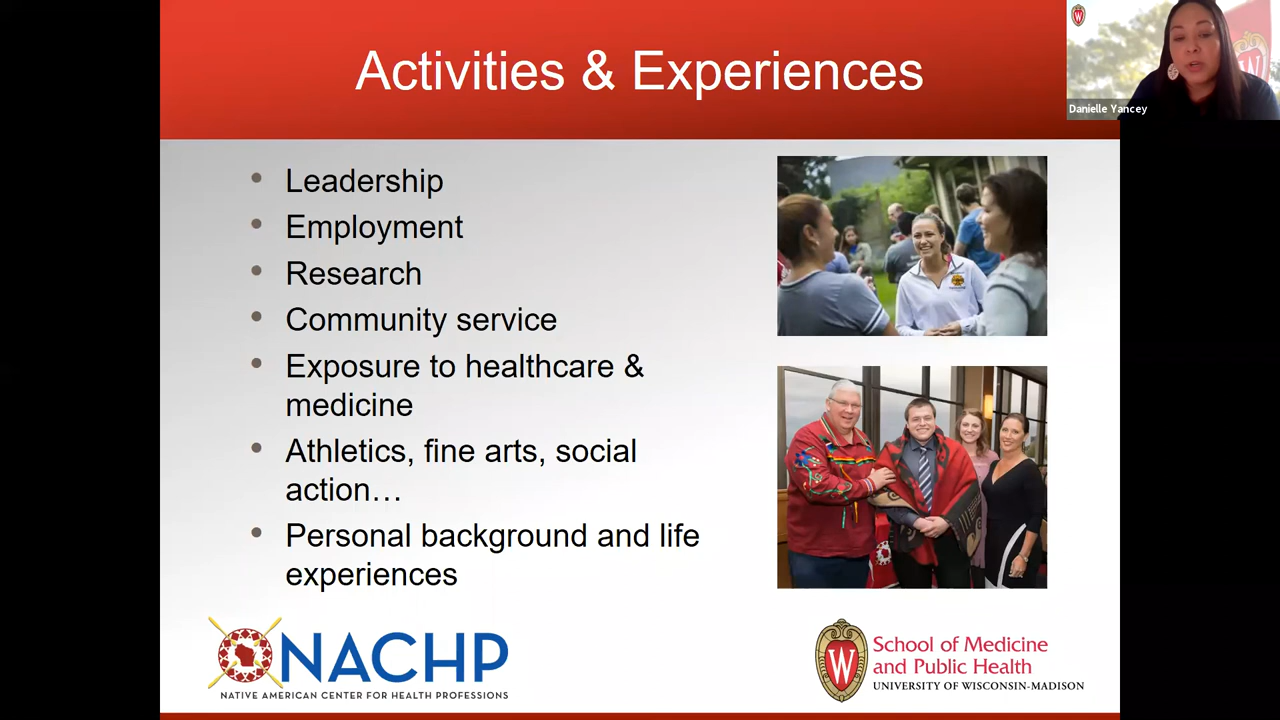 Activities & Experiences
W
W
Danielle Yancey
• Leadership
• Employment
• Research
• Community service
• Exposure to healthcare &
medicine
• Athletics, fine arts, social
action…
• Personal background and life
experiences
NACHP
NATIVE AMERICAN CENTER FOR HEALTH PROFESSIONS
W
School of Medicine
and Public Health
UNIVERSITY OF WISCONSIN-MADISON